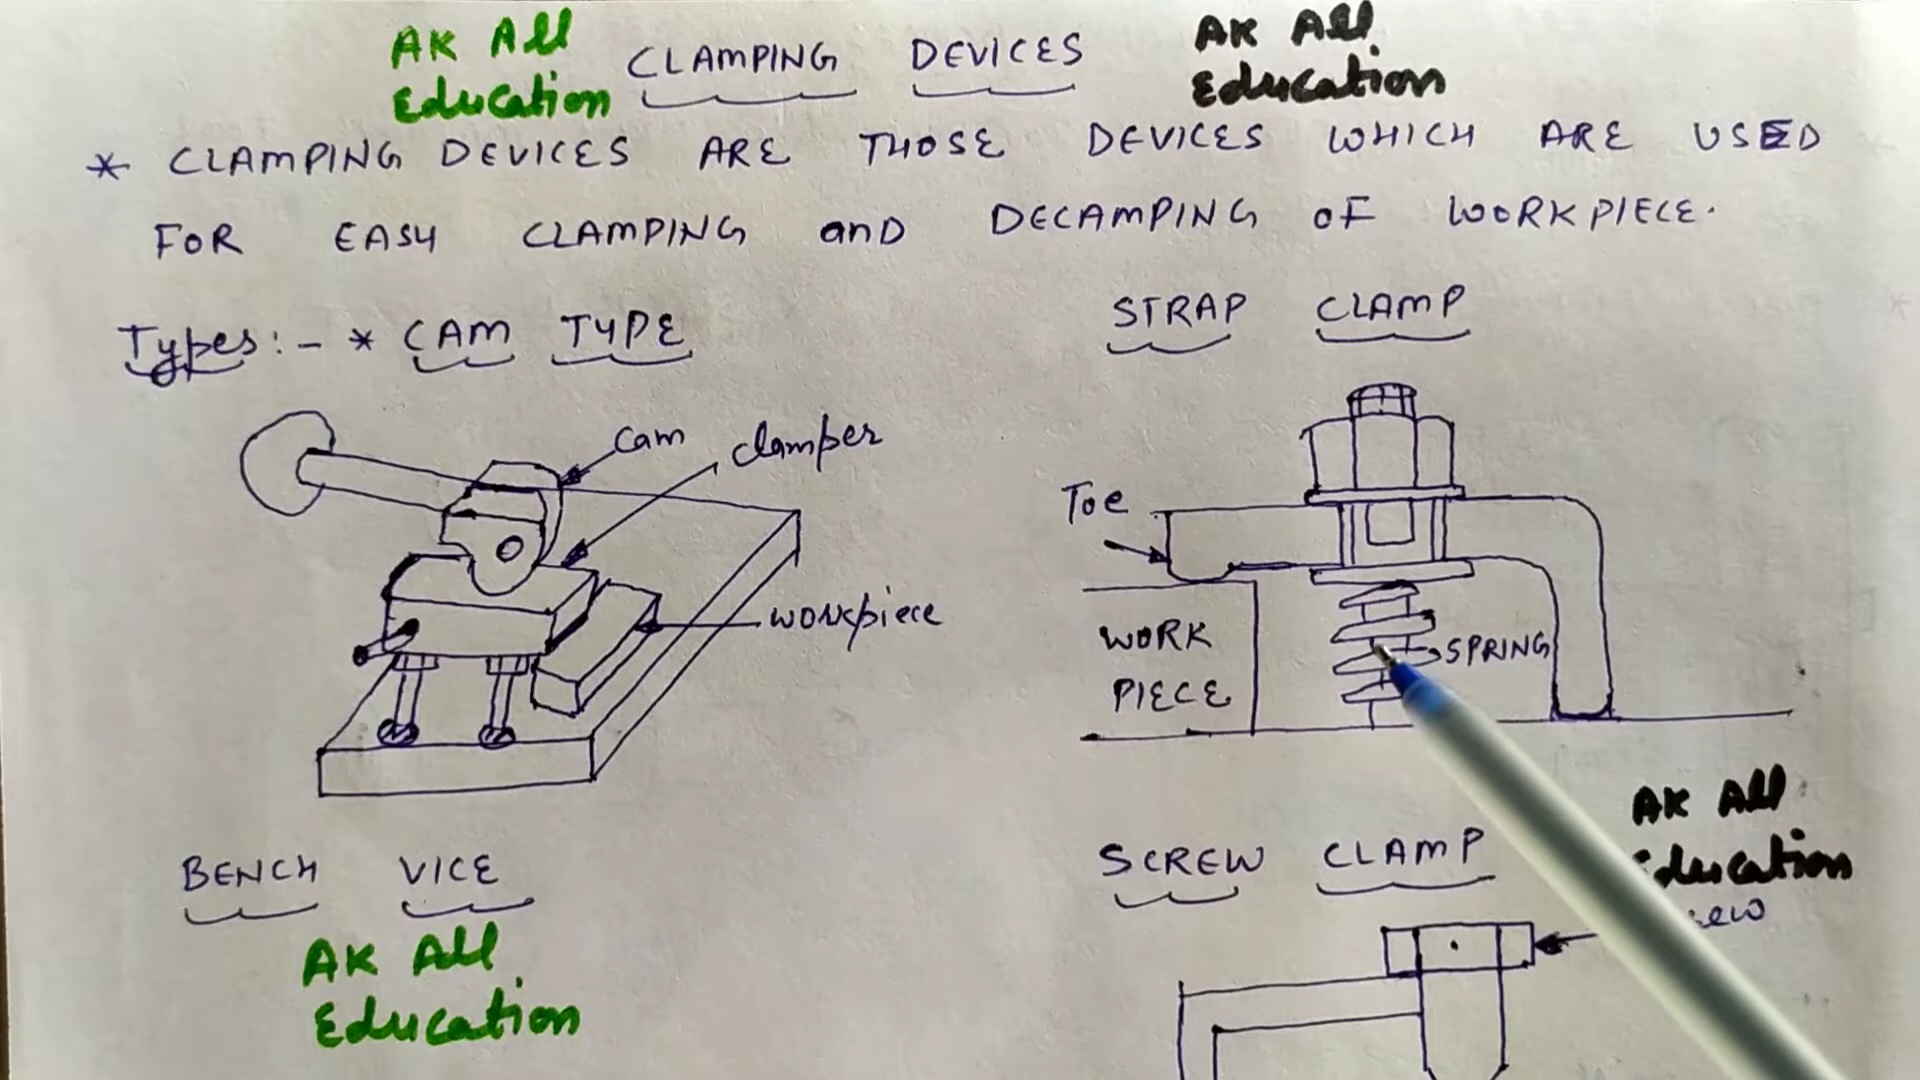 AK All
Education
CLAMPING DEVICES
AK All
Education
* CLAMPING DEVICES ARE THOSE DEVICES WHICH ARE USED
FOR EASY CLAMPING and DECAMPING OF WORKPIECE.
Types:- * CAM TYPE
cam
clamper
workpiece
STRAP CLAMP
Toe
WORK
PIECE
SPRING
BENCH VICE
AK All
Education
SCREW CLAMP
AK All
Education